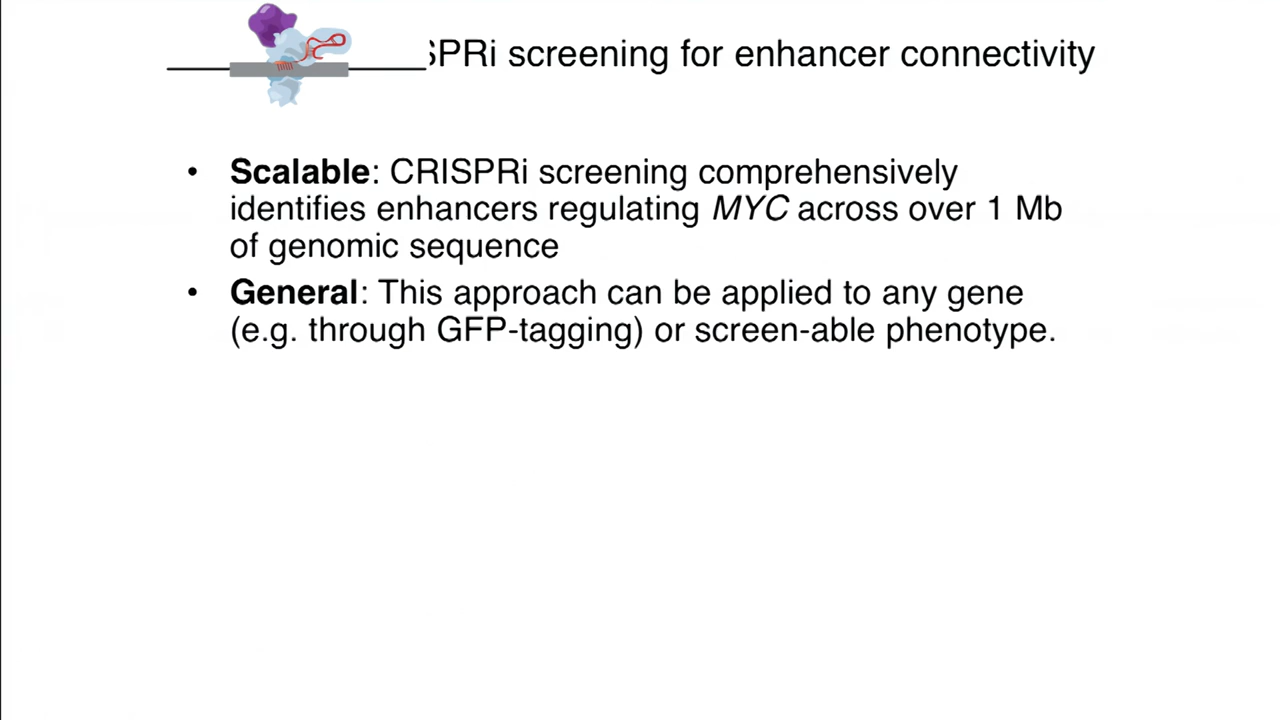 SPRi screening for enhancer connectivity
• Scalable: CRISPRi screening comprehensively
identifies enhancers regulating MYC across over 1 Mb
of genomic sequence
• General: This approach can be applied to any gene
(e.g. through GFP-tagging) or screen-able phenotype.